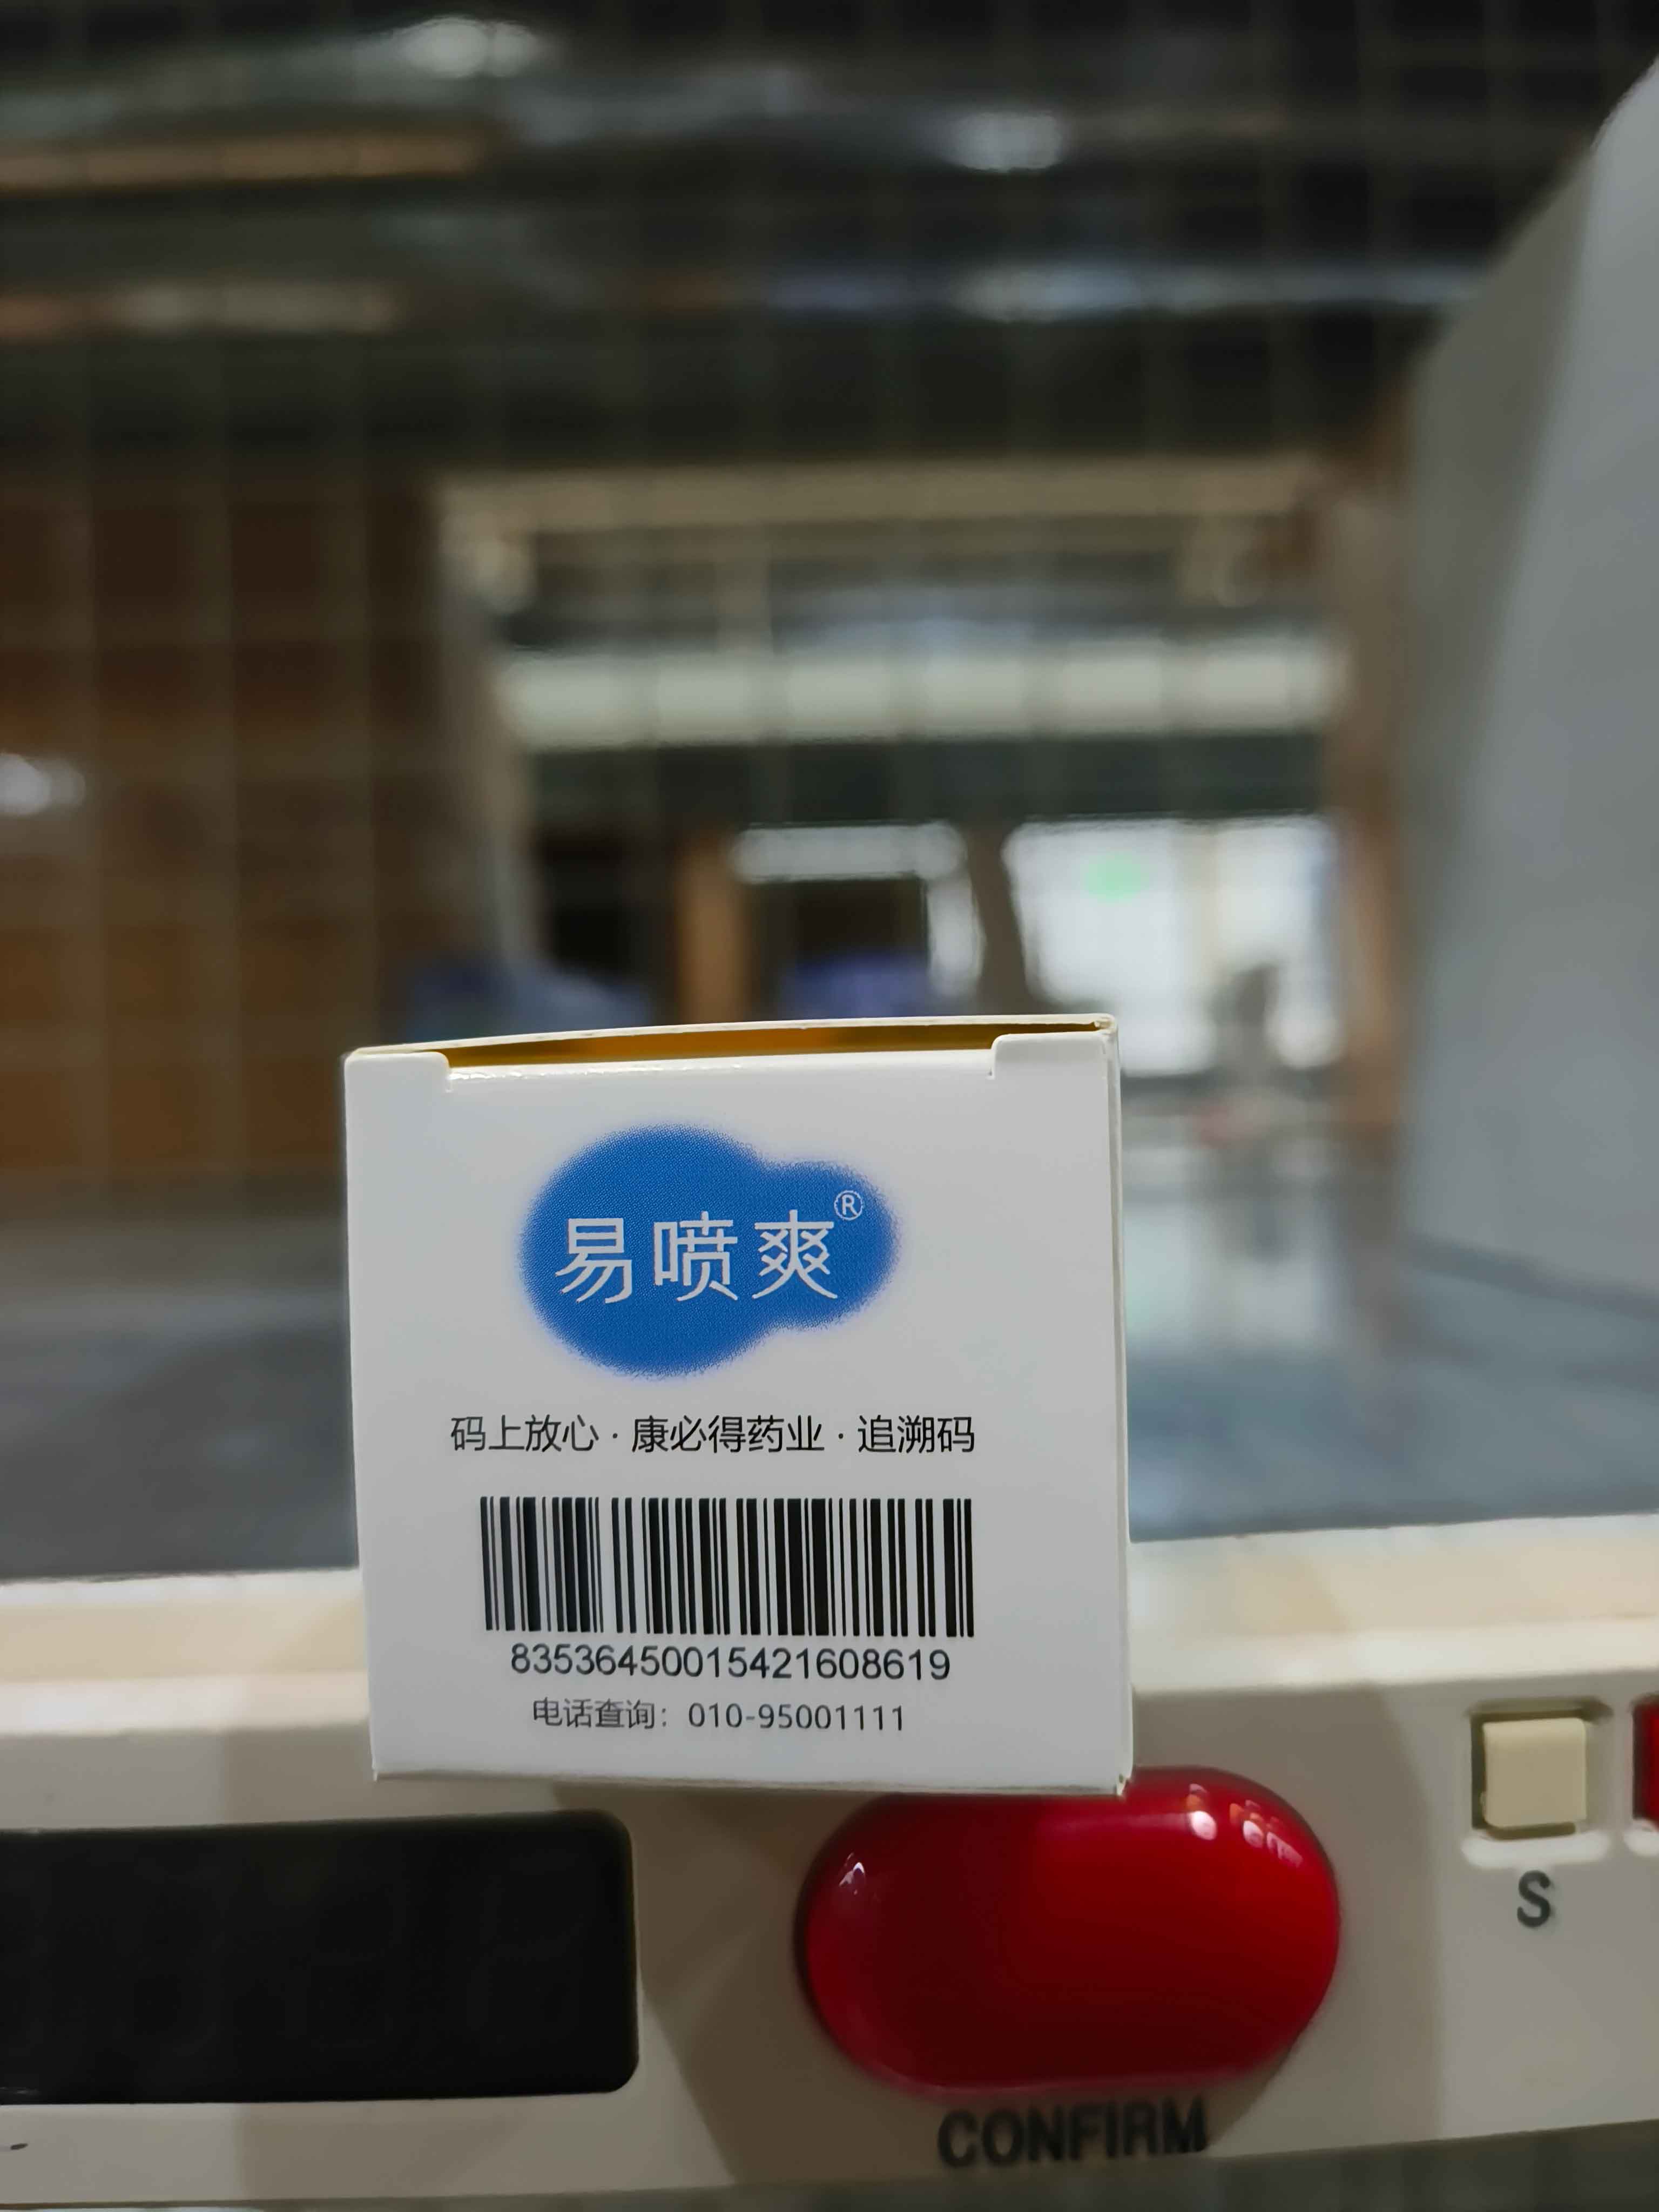 易喷爽®
码上放心·康必得药业·追溯码
83536450015421608619
电话查询：010-95001111
S
CONFIRM